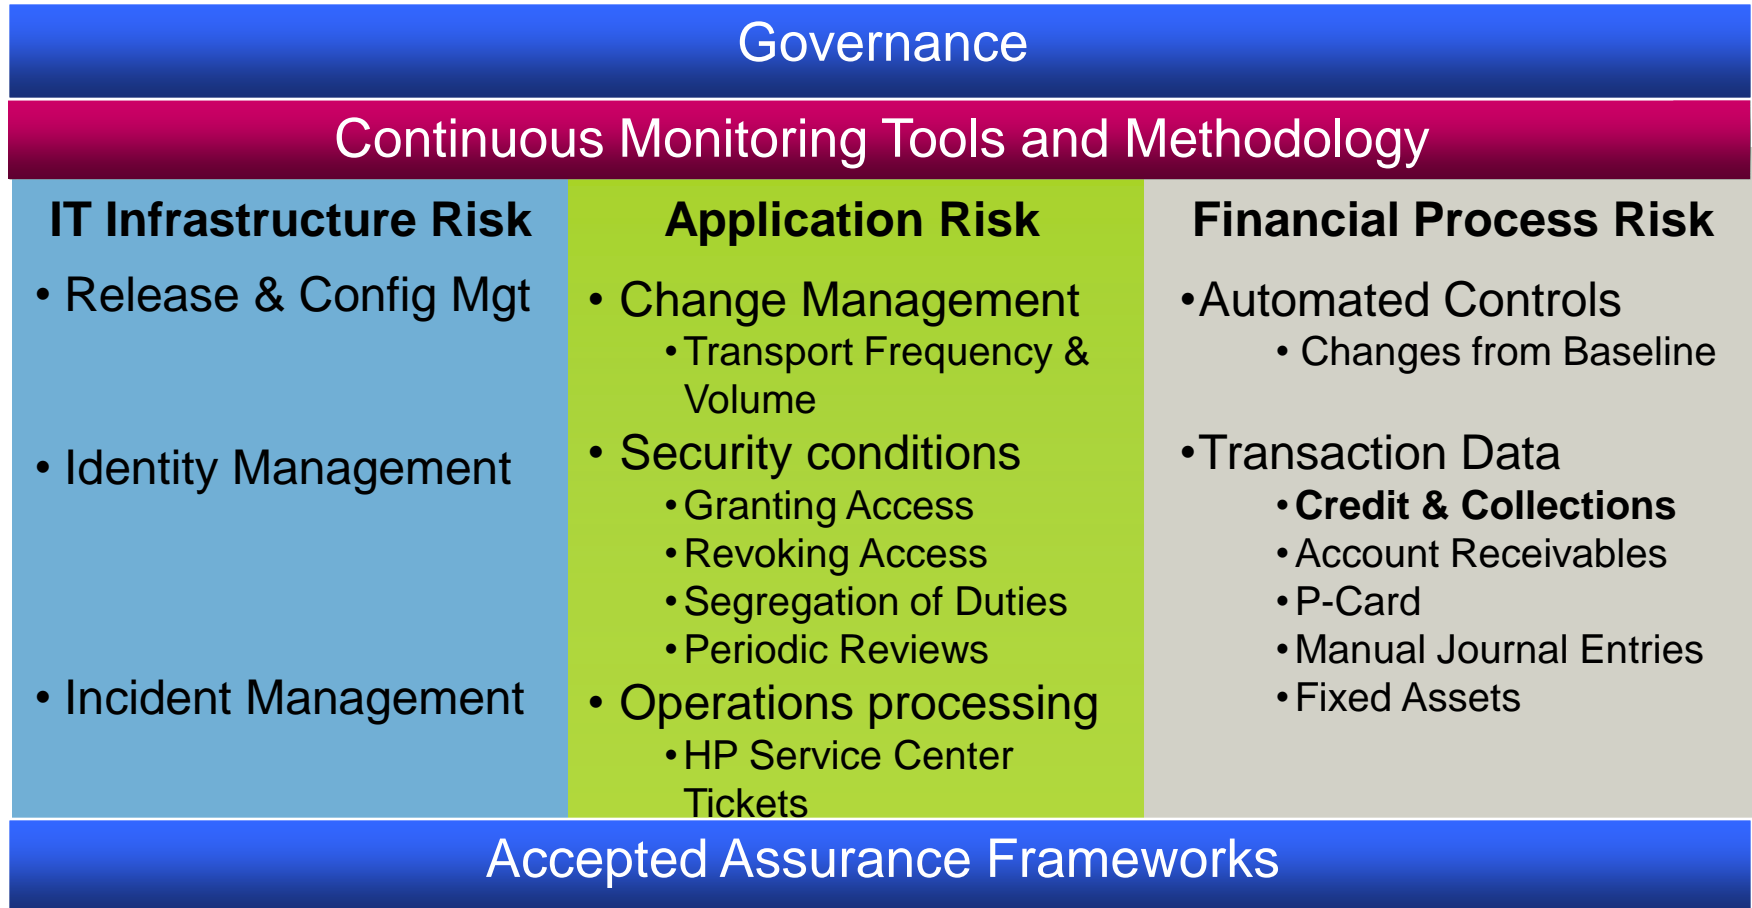 Governance
Continuous Monitoring Tools and Methodology
IT Infrastructure Risk
• Release & Config Mgt
• Identity Management
• Incident Management
Application Risk
• Change Management
• Transport Frequency &
Volume
• Security conditions
• Granting Access
• Revoking Access
• Segregation of Duties
• Periodic Reviews
• Operations processing
• HP Service Center
Tickets
Financial Process Risk
•Automated Controls
• Changes from Baseline
•Transaction Data
• Credit & Collections
• Account Receivables
• P-Card
• Manual Journal Entries
• Fixed Assets
Accepted Assurance Frameworks